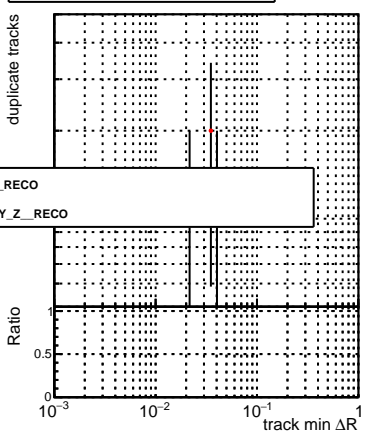 duplicate tracks
_RECO
Y_Z__RECO
Ratio
1
0.5
0
10⁻³
10⁻²
10⁻¹
1
track min ΔR